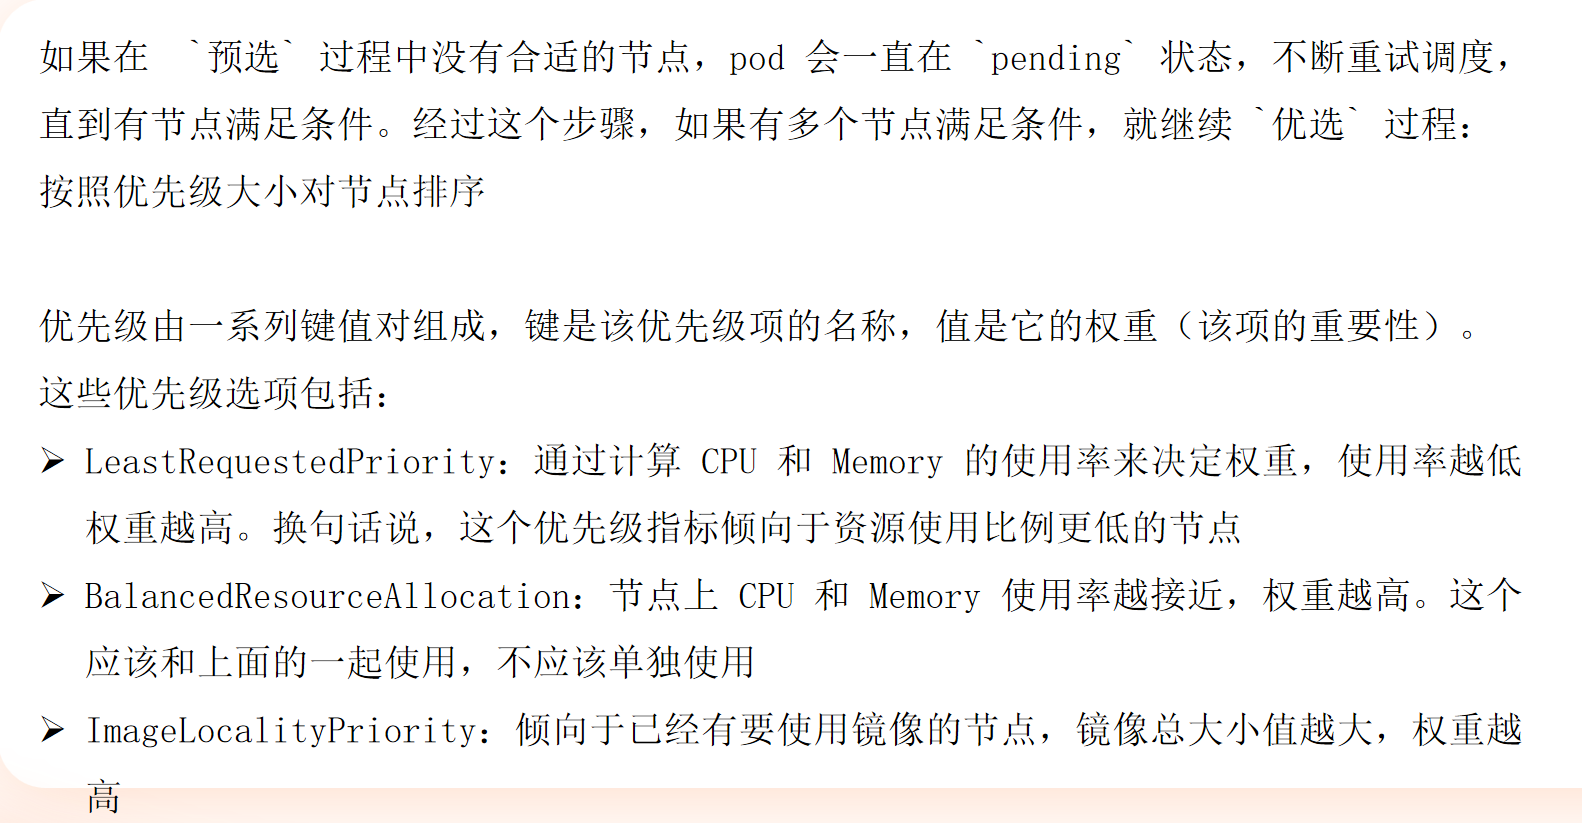 如果在 `预选` 过程中没有合适的节点，pod 会一直在 `pending` 状态，不断重试调度，
直到有节点满足条件。经过这个步骤，如果有多个节点满足条件，就继续 `优选` 过程：
按照优先级大小对节点排序
优先级由一系列键值对组成，键是该优先级项的名称，值是它的权重（该项的重要性）。
这些优先级选项包括：
➢ LeastRequestedPriority：通过计算 CPU 和 Memory 的使用率来决定权重，使用率越低
权重越高。换句话说，这个优先级指标倾向于资源使用比例更低的节点
➢ BalancedResourceAllocation：节点上 CPU 和 Memory 使用率越接近，权重越高。这个
应该和上面的一起使用，不应该单独使用
➢ ImageLocalityPriority：倾向于已经有要使用镜像的节点，镜像总大小值越大，权重越
高